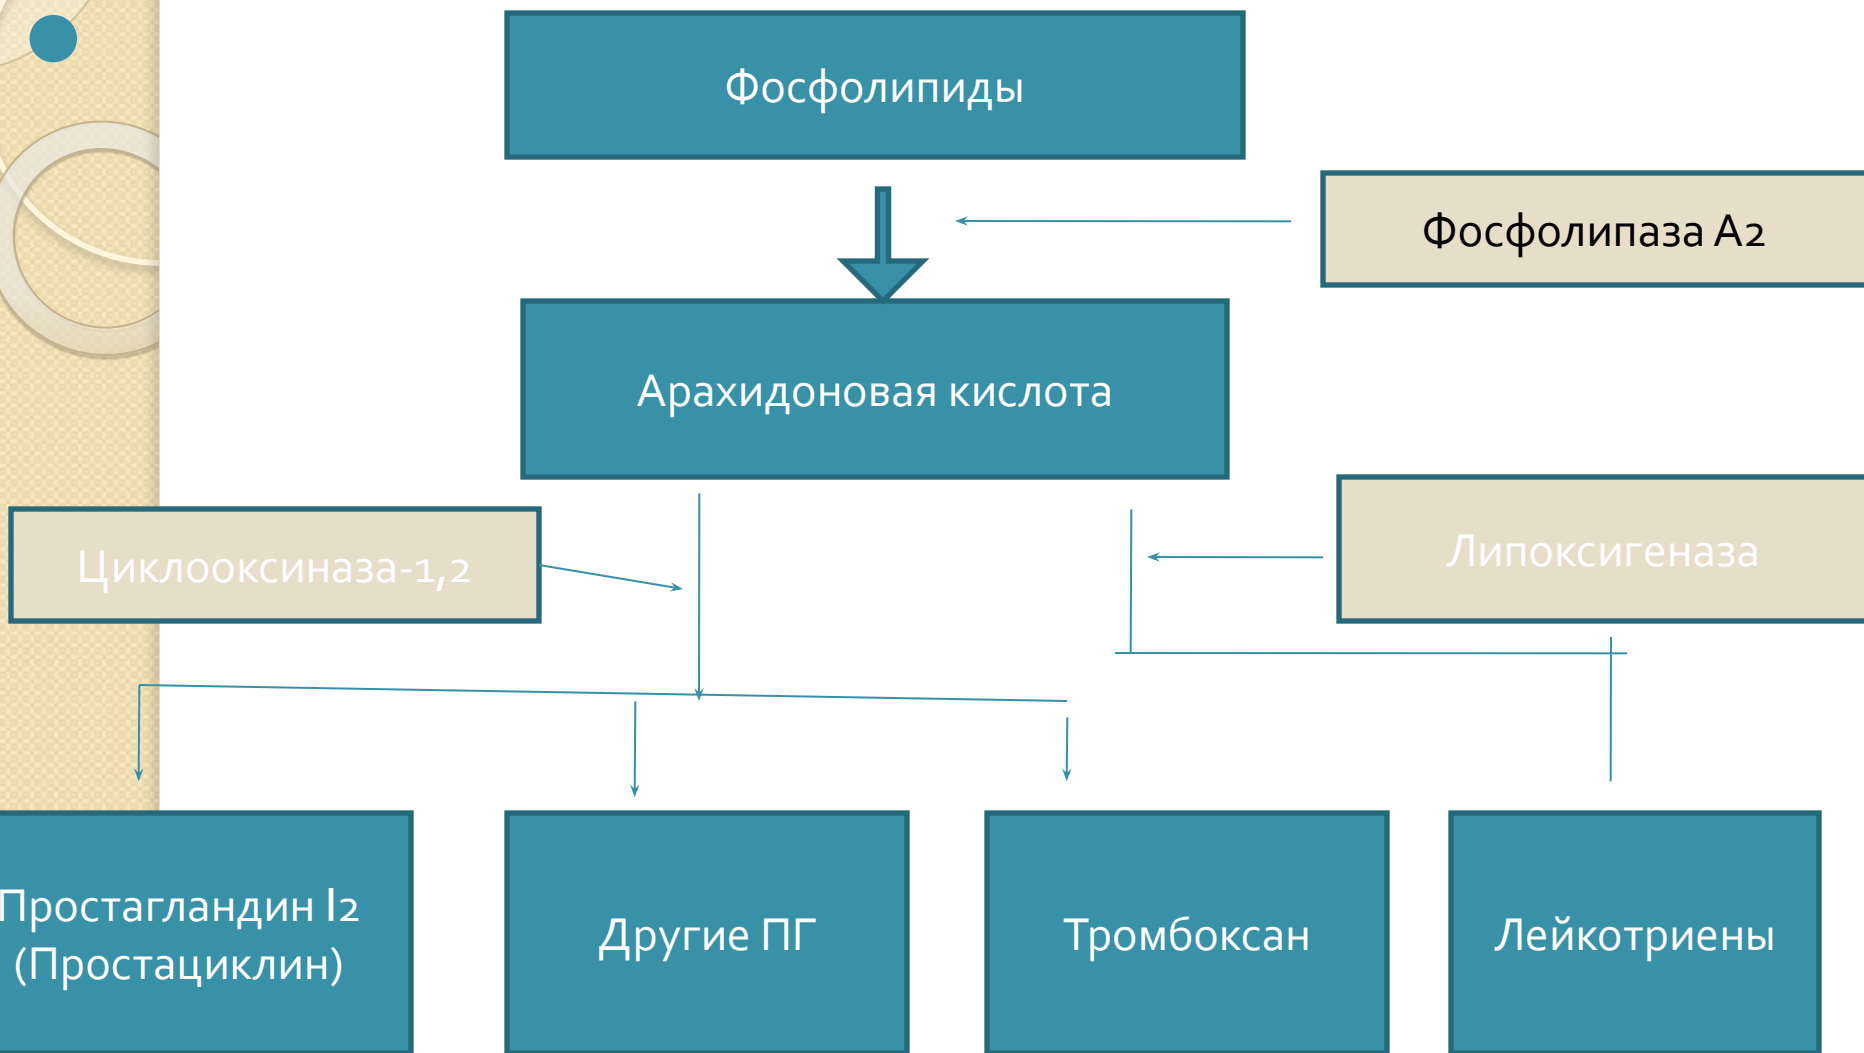 Фосфолипиды
Фосфолипаза А2
Арахидоновая кислота
Циклооксиназа-1,2
Липоксигеназа
Простагландин I2
(Простациклин)
Другие ПГ
Тромбоксан
Лейкотриены